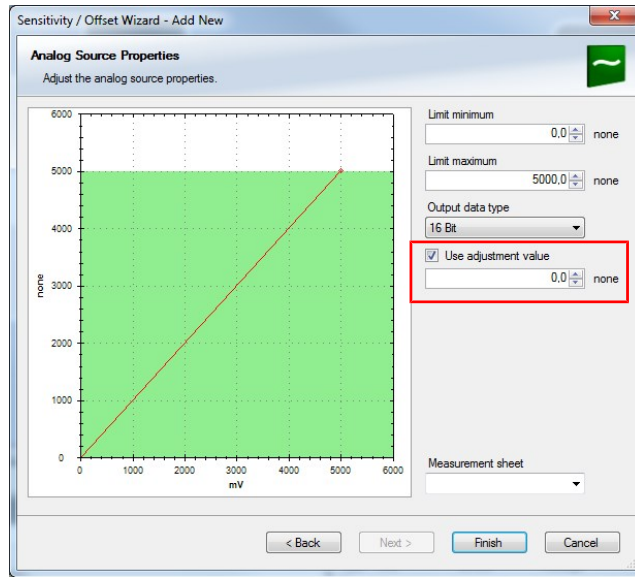 Sensitivity / Offset Wizard - Add New
Analog Source Properties
Adjust the analog source properties.
6000
5000
4000
3000
2000
1000
0
none
0
1000
2000
3000
4000
5000
6000
mV
Limit minimum
0,0 none
Limit maximum
5000,0 none
Output data type
16 Bit
Use adjustment value
0,0 none
Measurement sheet
< Back
Next >
Finish
Cancel